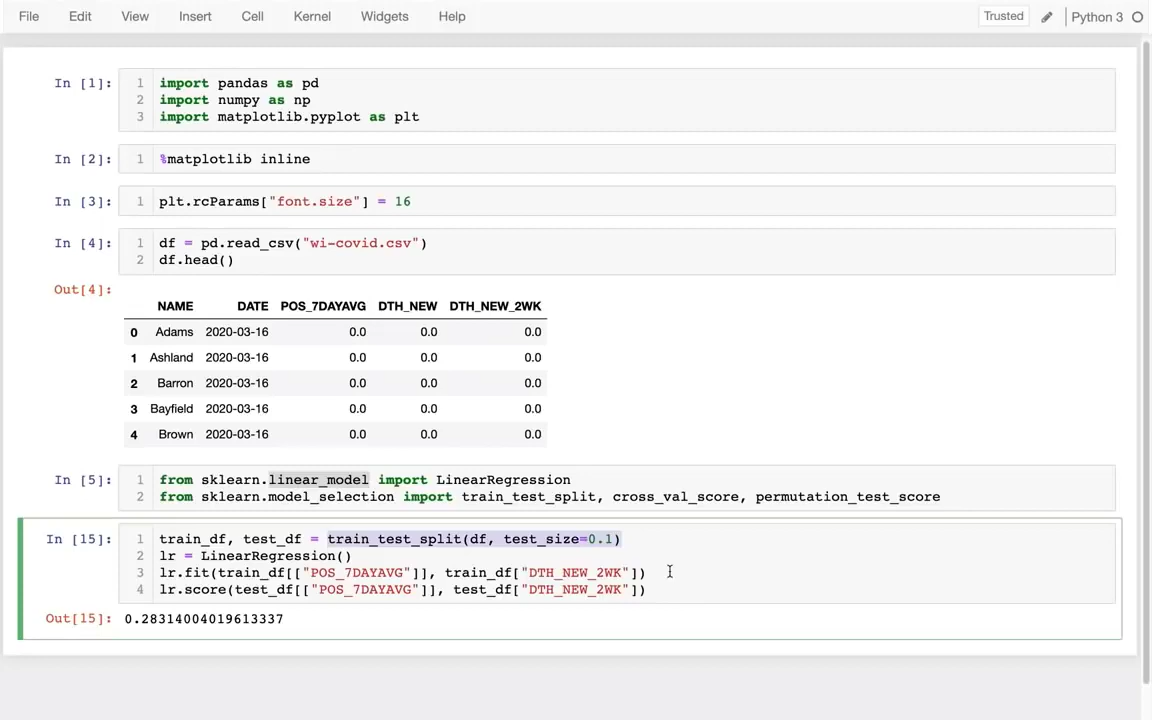 File Edit View Insert Cell Kernel Widgets Help Trusted Python 3
In [1]: 1 import pandas as pd
2 import numpy as np
3 import matplotlib.pyplot as plt
In [2]: 1 %matplotlib inline
In [3]: 1 plt.rcParams["font.size"] = 16
In [4]: 1 df = pd.read_csv("wi-covid.csv")
2 df.head()
Out[4]:
NAME DATE POS_7DAYAVG DTH_NEW DTH_NEW_2WK
0 Adams 2020-03-16 0.0 0.0 0.0
1 Ashland 2020-03-16 0.0 0.0 0.0
2 Barron 2020-03-16 0.0 0.0 0.0
3 Bayfield 2020-03-16 0.0 0.0 0.0
4 Brown 2020-03-16 0.0 0.0 0.0
In [5]: 1 from sklearn.linear_model import LinearRegression
2 from sklearn.model_selection import train_test_split, cross_val_score, permutation_test_score
In [15]: 1 train_df, test_df = train_test_split(df, test_size=0.1)
2 lr = LinearRegression()
3 lr.fit(train_df[["POS_7DAYAVG"]], train_df["DTH_NEW_2WK"])
4 lr.score(test_df[["POS_7DAYAVG"]], test_df["DTH_NEW_2WK"])
Out[15]: 0.28314004019613337